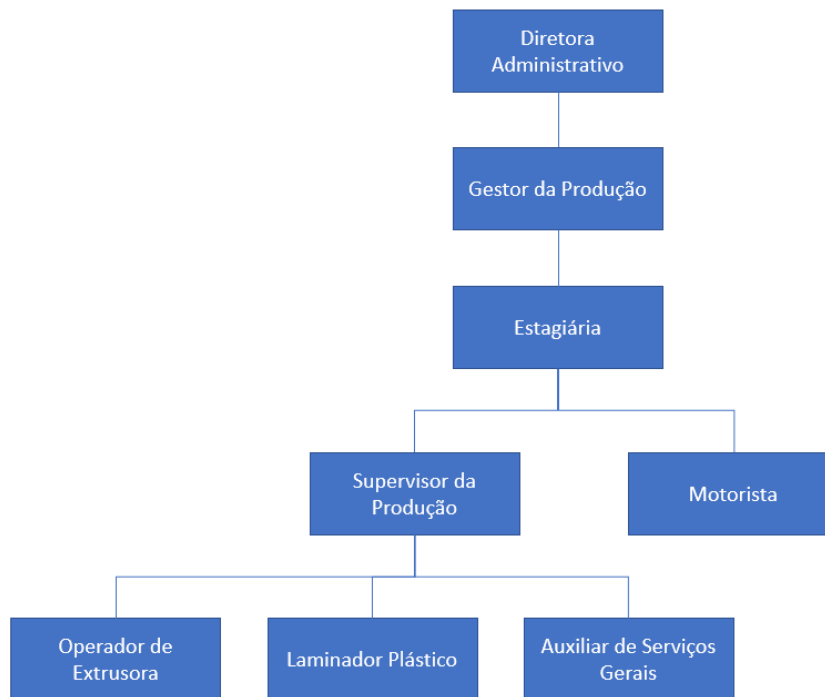 Diretora
Administrativo
Gestor da Produção
Estagiária
Supervisor da
Produção
Motorista
Operador de
Extrusora
Laminador Plástico
Auxiliar de Serviços
Gerais